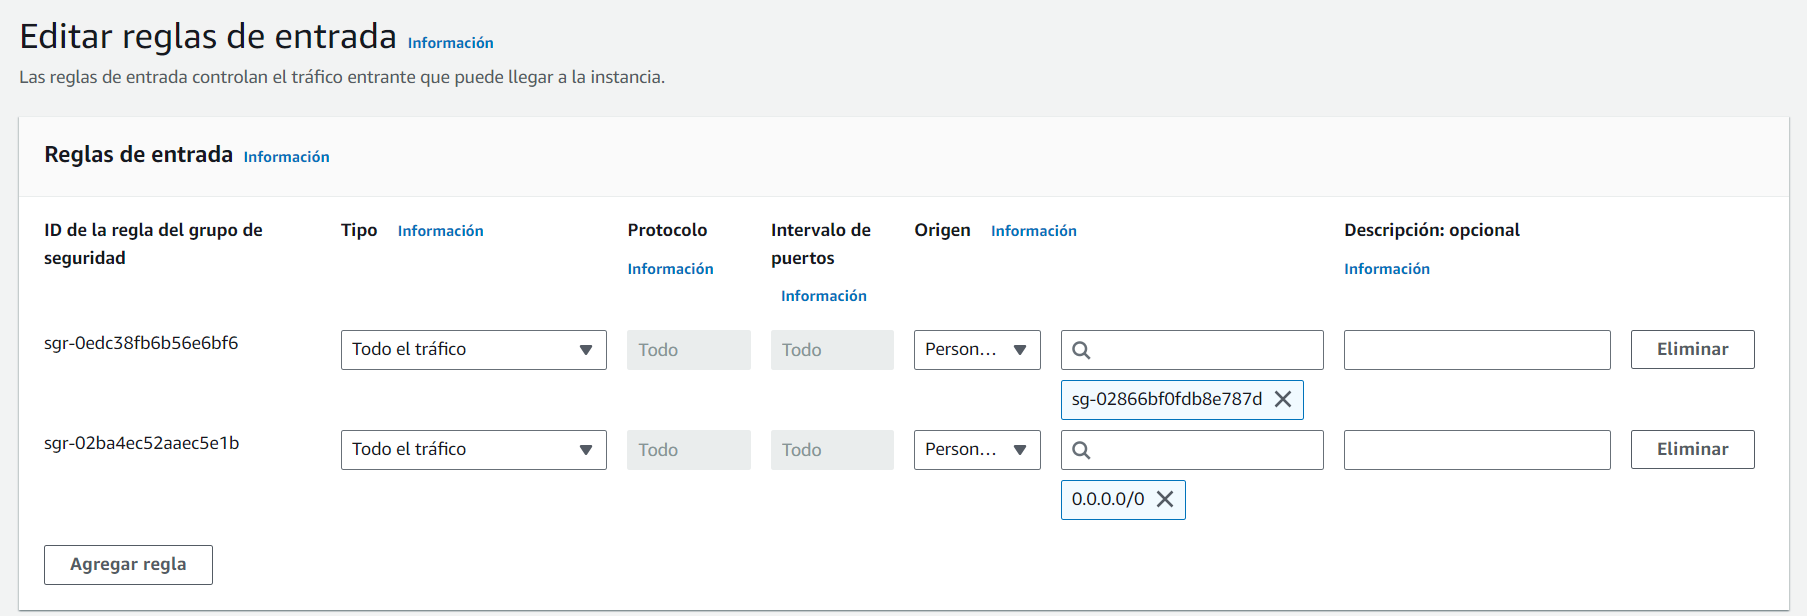 Editar reglas de entrada Información
Las reglas de entrada controlan el tráfico entrante que puede llegar a la instancia.
Reglas de entrada Información
ID de la regla del grupo de seguridad
Tipo Información
Protocolo
Información
Intervalo de puertos
Información
Origen Información
Descripción: opcional
Información
sgr-0edc38fb6b56e6bf6
Todo el tráfico
Todo
Todo
Person...
sg-02866bf0fdb8e787d
Eliminar
sgr-02ba4ec52aaec5e1b
Todo el tráfico
Todo
Todo
Person...
0.0.0.0/0
Eliminar
Agregar regla